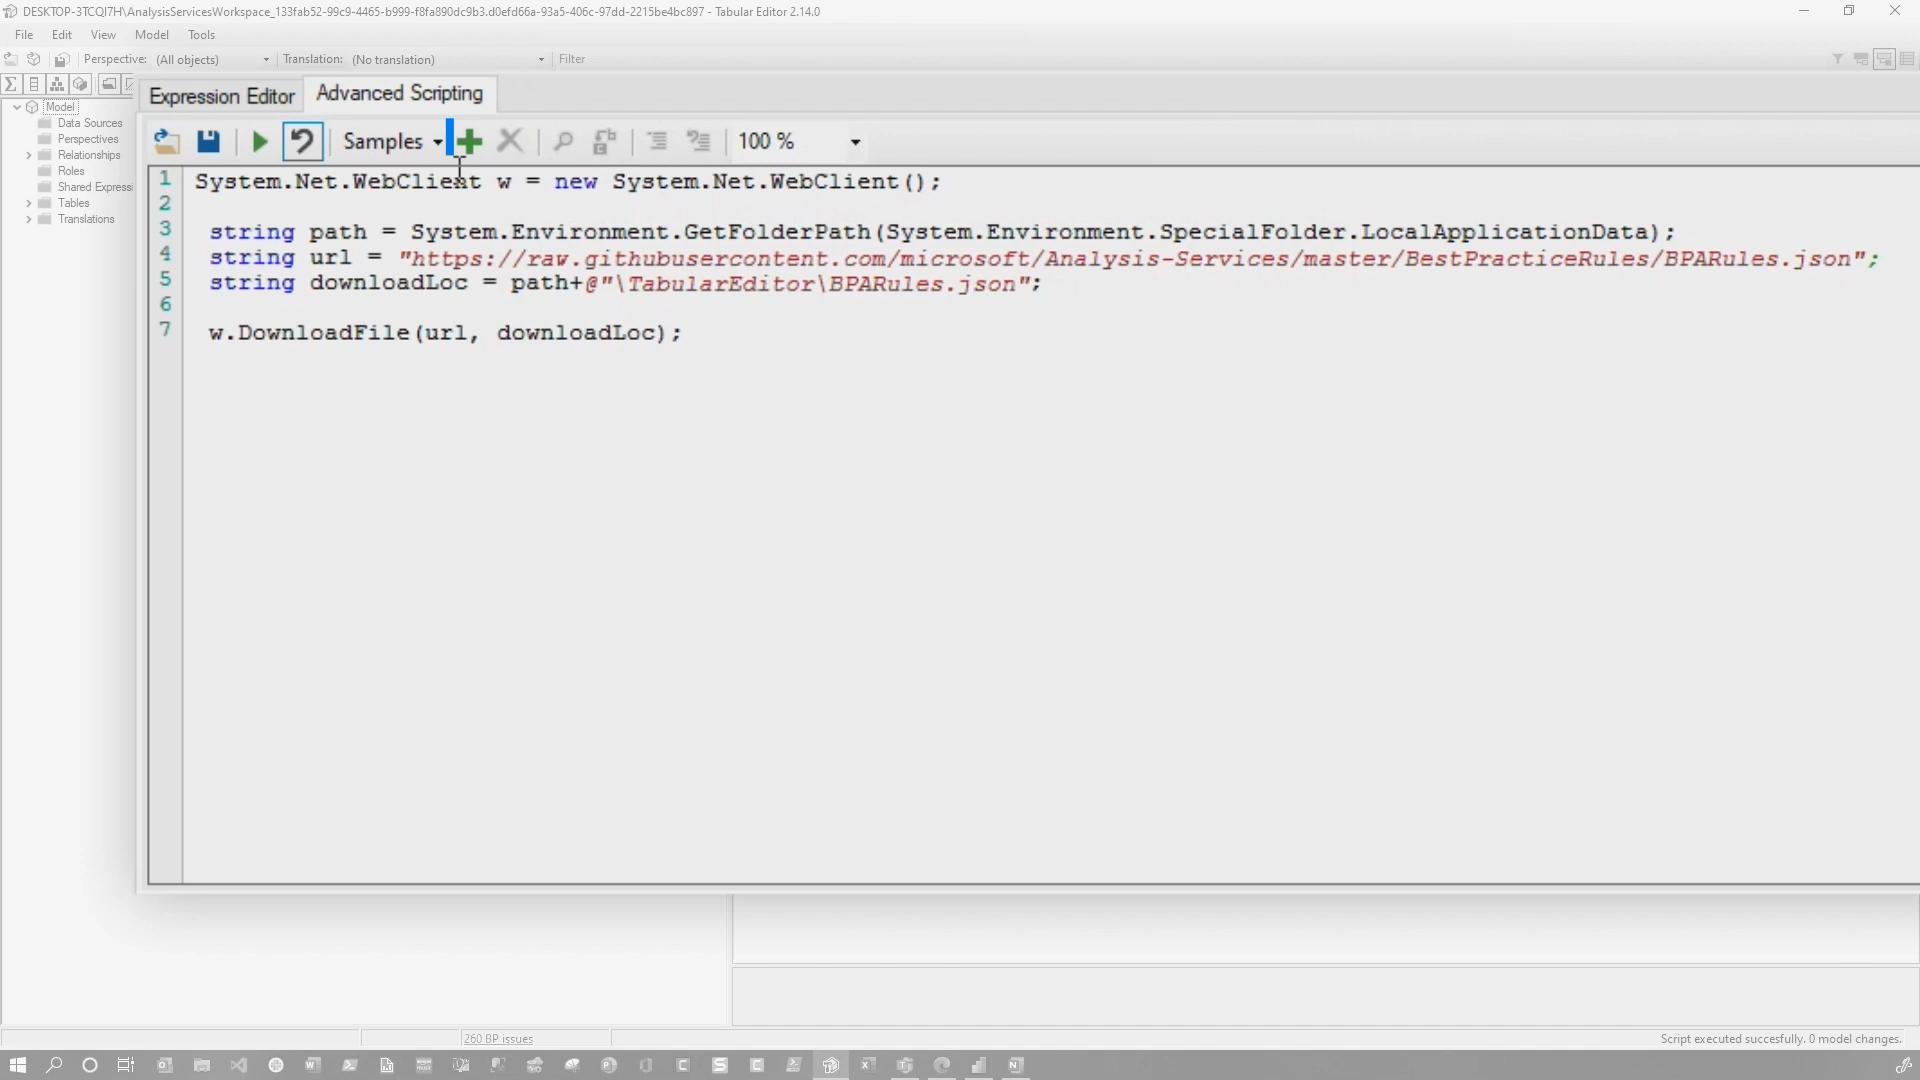 DESKTOP-3TCQI7H\AnalysisServicesWorkspace_133fab52-99c9-4465-b999-f8fa890dc9b3.d0efd66a-93a5-406c-97dd-2215be4bc897 - Tabular Editor 2.14.0
File Edit View Model Tools
Perspective: (All objects) Translation: (No translation) Filter
Expression Editor Advanced Scripting
Model
Data Sources
Perspectives
Relationships
Roles
Shared Expressi
Tables
Translations
Samples 100 %
1 System.Net.WebClient w = new System.Net.WebClient();
2
3 string path = System.Environment.GetFolderPath(System.Environment.SpecialFolder.LocalApplicationData);
4 string url = "https://raw.githubusercontent.com/microsoft/Analysis-Services/master/BestPracticeRules/BPARules.json";
5 string downloadLoc = path+@"\TabularEditor\BPARules.json";
6
7 w.DownloadFile(url, downloadLoc);
260 BP issues
Script executed succesfully. 0 model changes.